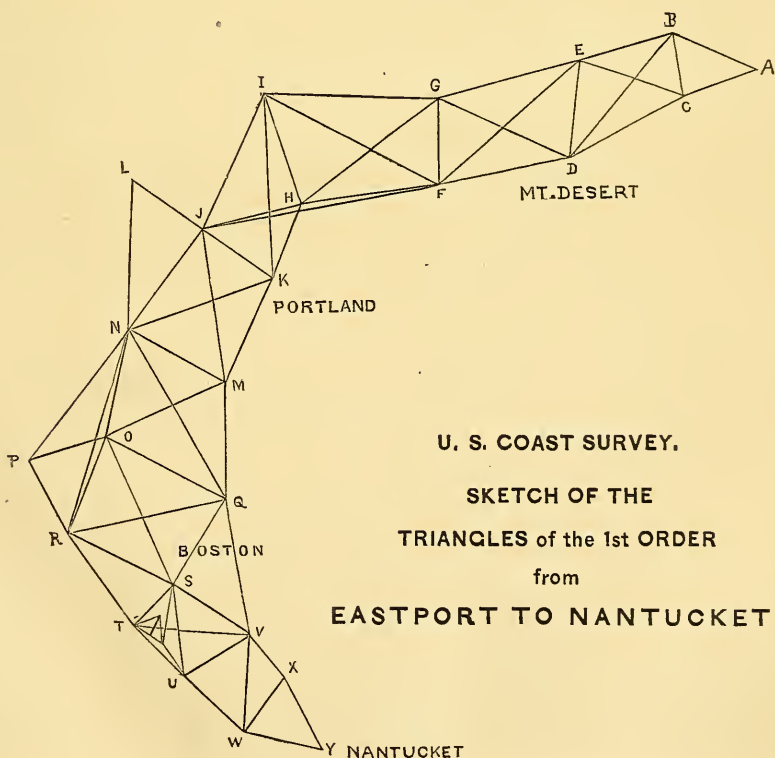 B
A
E
C
I
G
D
F
MT. DESERT
L
H
J
K
PORTLAND
N
M
O
P
Q
R
BOSTON
S
T
V
U
X
W
Y NANTUCKET
U. S. COAST SURVEY.
SKETCH OF THE
TRIANGLES of the 1st ORDER
from
EASTPORT TO NANTUCKET